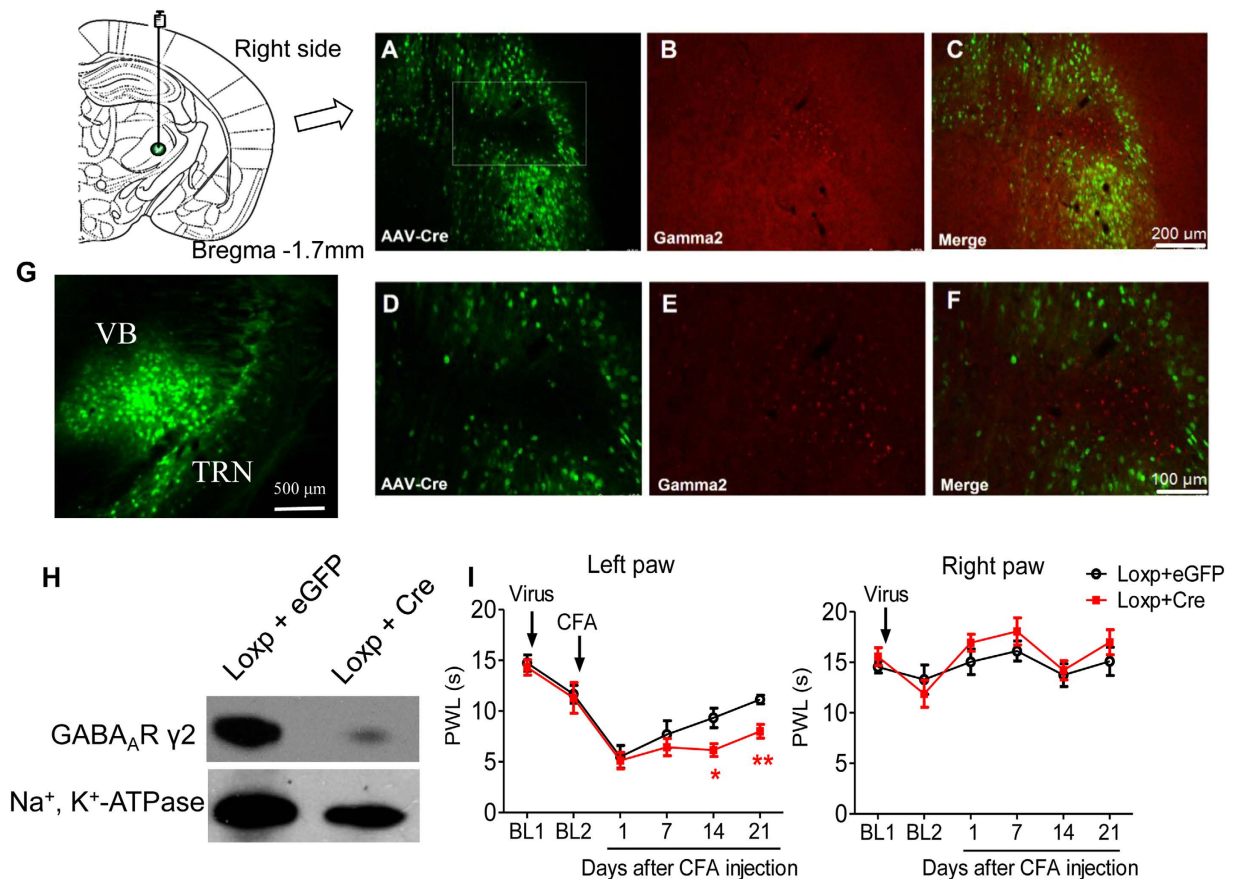 Right side
Bregma -1.7mm
A
AAV-Cre
B
Gamma2
C
Merge
200 µm
G
VB
TRN
500 µm
D
AAV-Cre
E
Gamma2
F
Merge
100 µm
H
Loxp + eGFP
Loxp + Cre
GABA_AR γ2
Na⁺, K⁺-ATPase
I
Left paw
Virus
CFA
20
15
10
5
0
PWL (s)
* **
BL1 BL2 1 7 14 21
Days after CFA injection
Right paw
Loxp+eGFP
Loxp+Cre
Virus
20
15
10
5
0
PWL (s)
BL1 BL2 1 7 14 21
Days after CFA injection